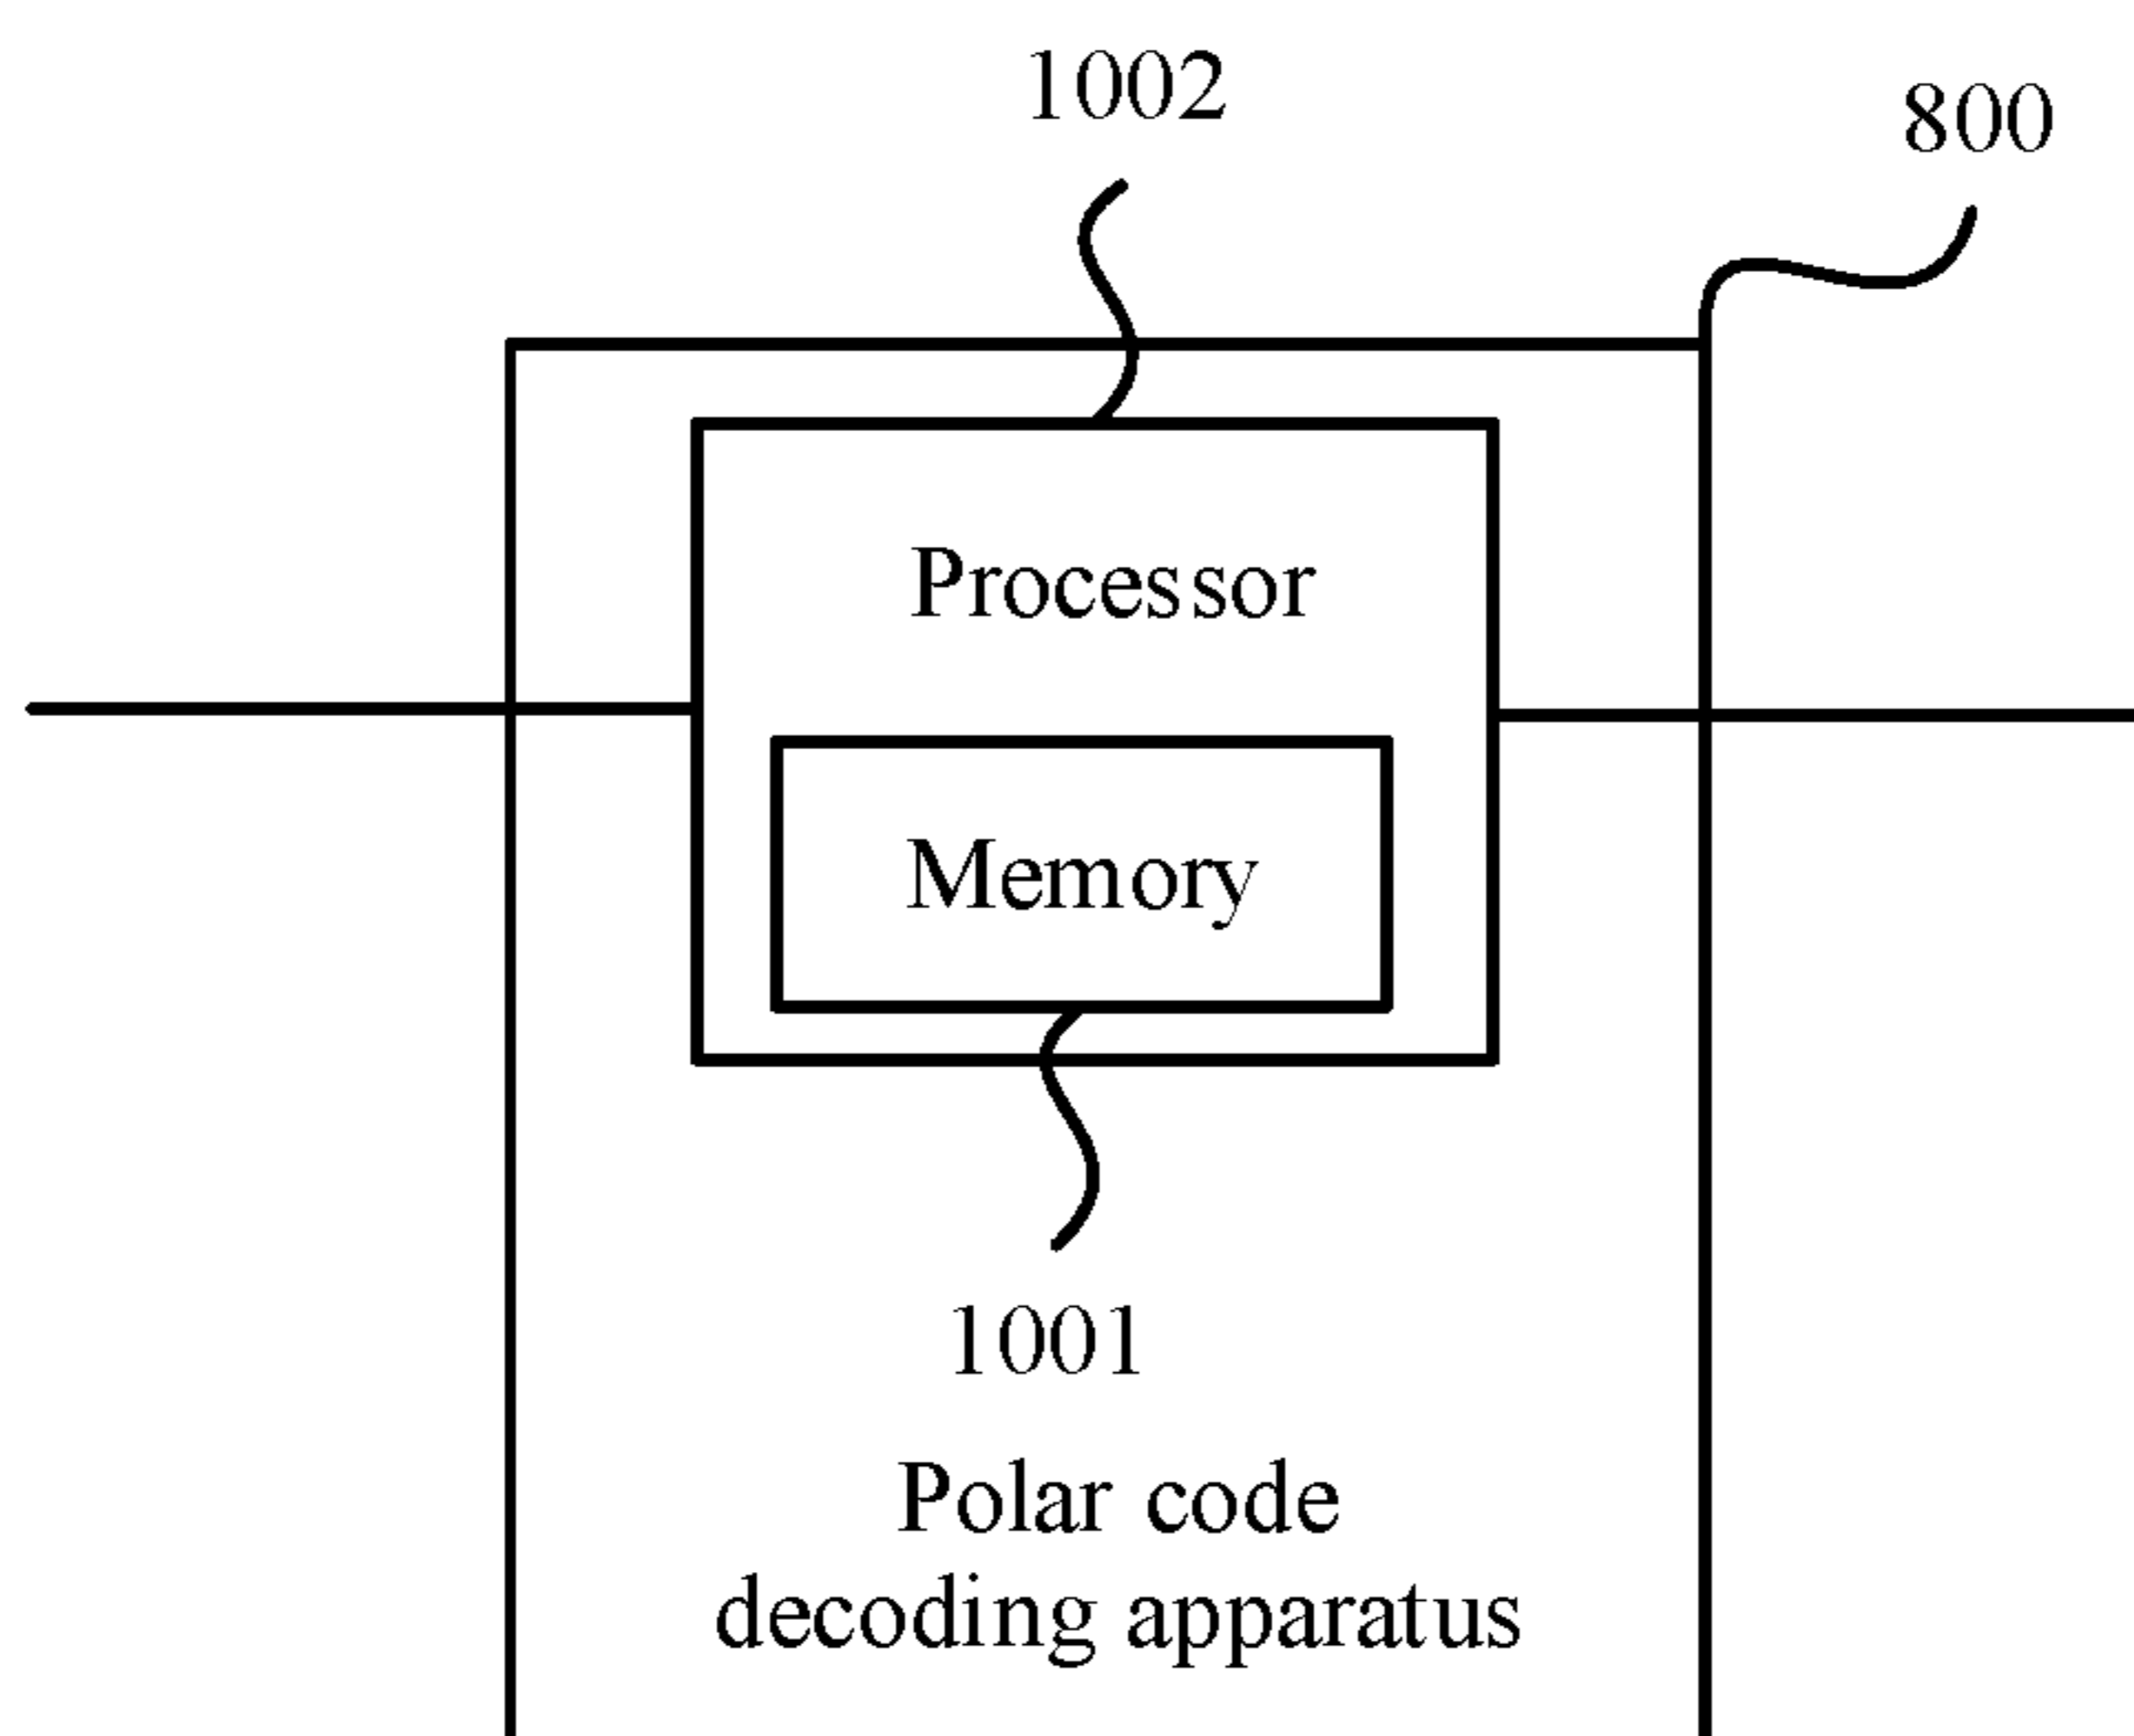 1002
800
Processor
Memory
1001
Polar code
decoding apparatus